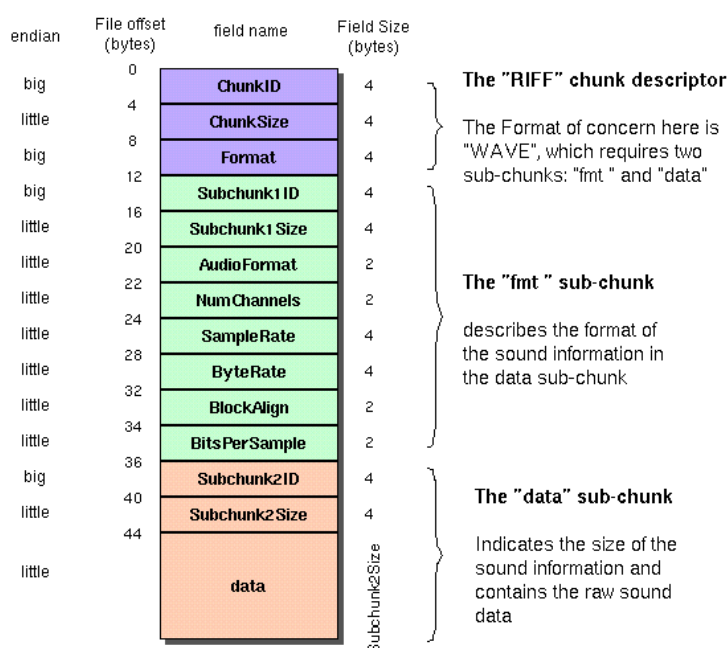 endian File offset (bytes) field name Field Size (bytes)
0
big ChunkID 4
4
little ChunkSize 4
8
big Format 4
12
big Subchunk1ID 4
16
little Subchunk1Size 4
20
little AudioFormat 2
22
little NumChannels 2
24
little SampleRate 4
28
little ByteRate 4
32
little BlockAlign 2
34
little BitsPerSample 2
36
big Subchunk2ID 4
40
little Subchunk2Size 4
44
little data Subchunk2Size
The "RIFF" chunk descriptor
The Format of concern here is
"WAVE", which requires two
sub-chunks: "fmt " and "data"
The "fmt " sub-chunk
describes the format of
the sound information in
the data sub-chunk
The "data" sub-chunk
Indicates the size of the
sound information and
contains the raw sound
data